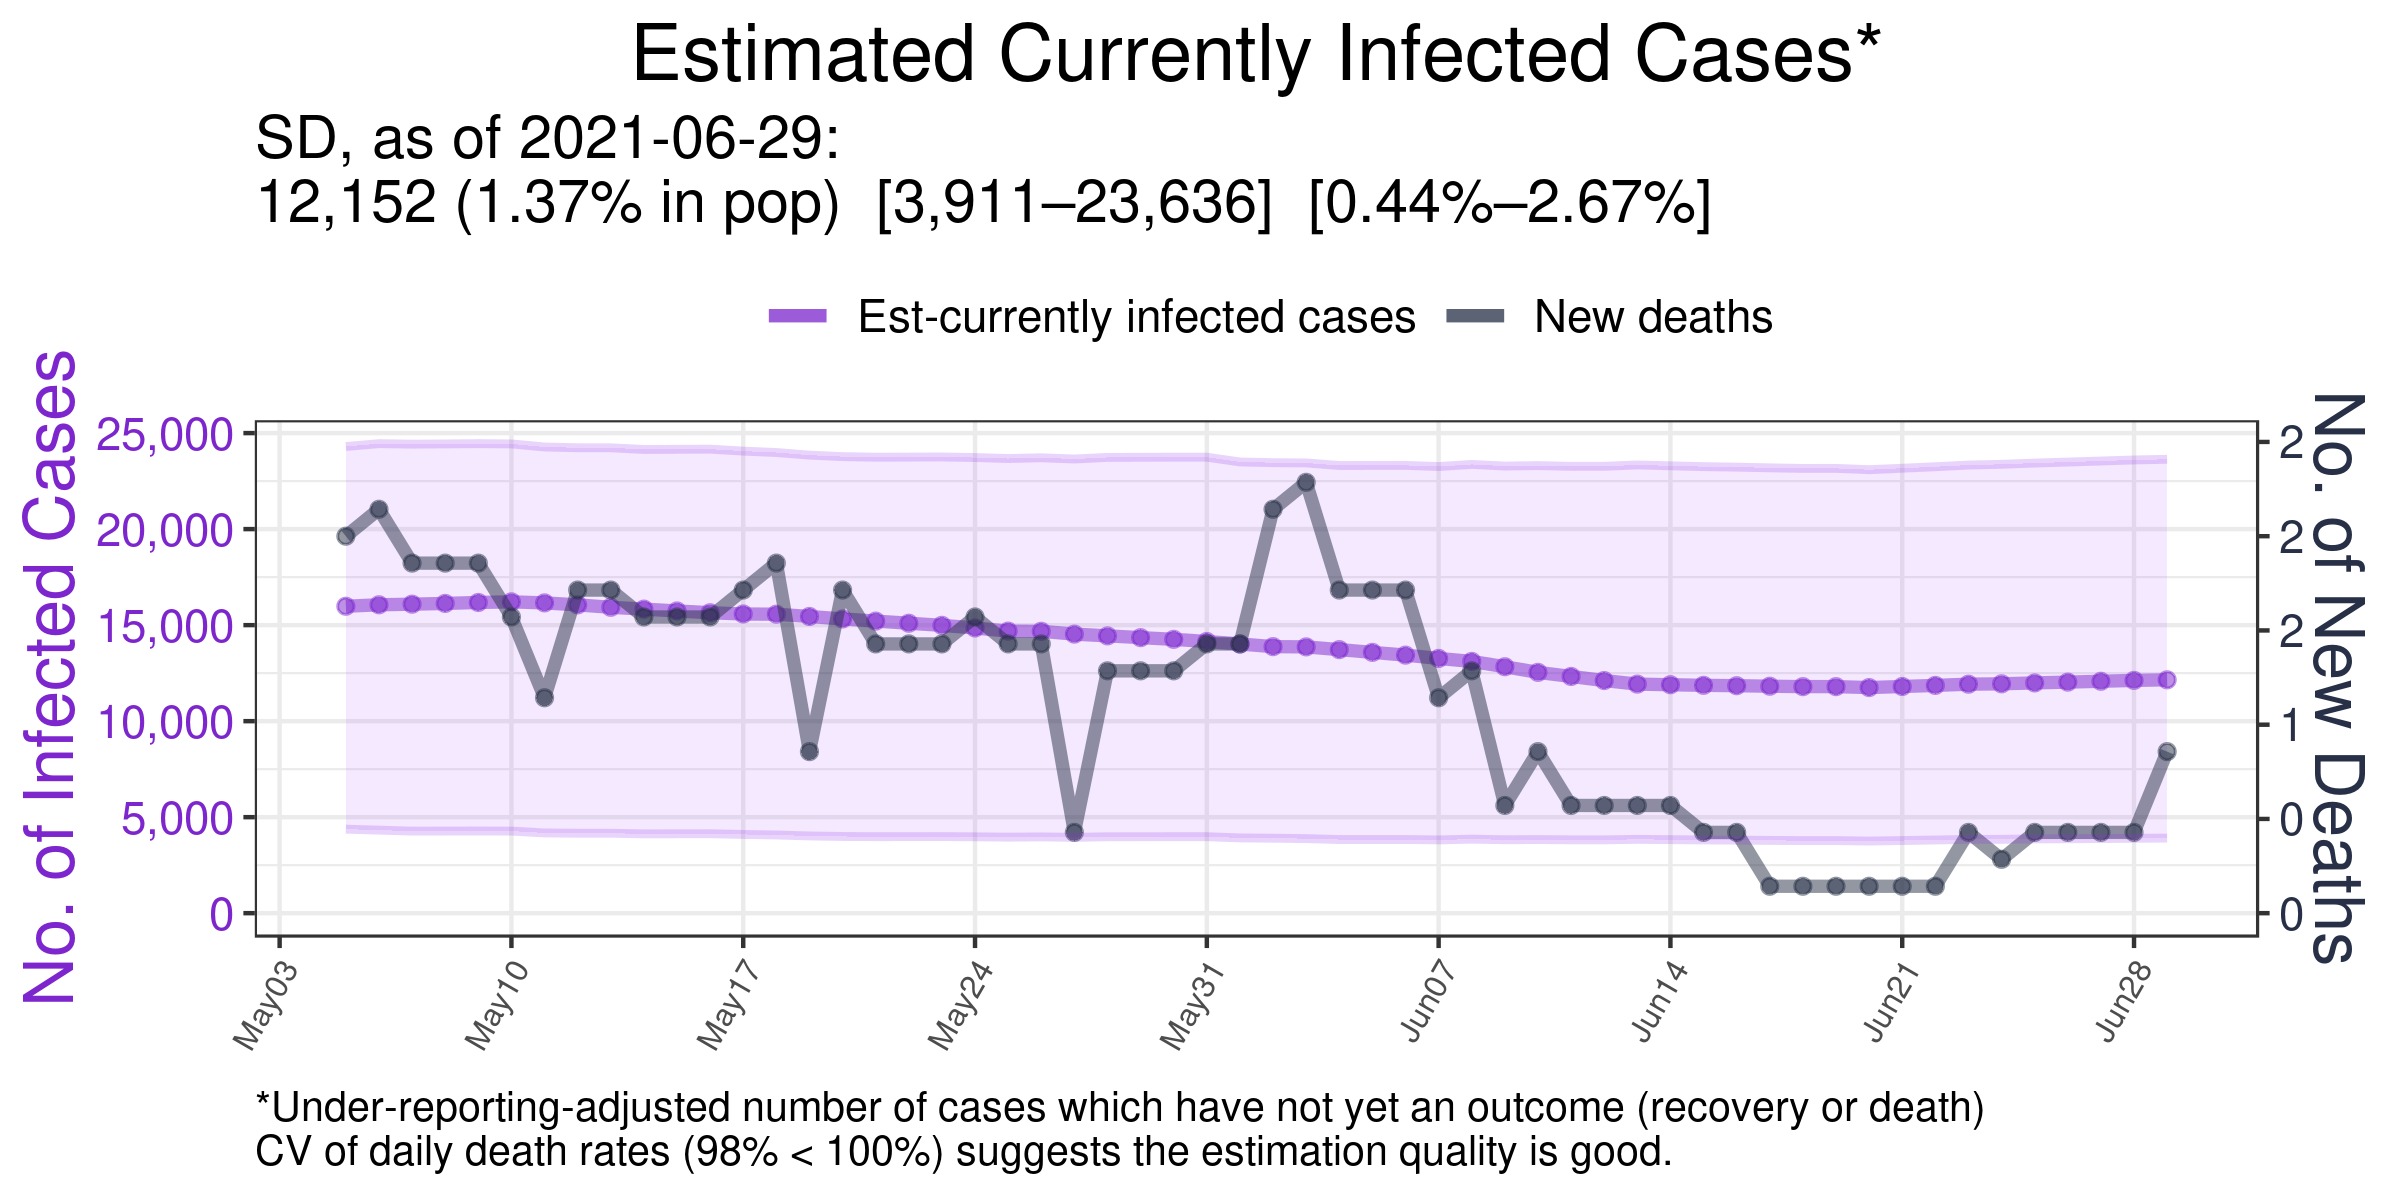 Estimated Currently Infected Cases*
SD, as of 2021-06-29:
12,152 (1.37% in pop)  [3,911–23,636]  [0.44%–2.67%]
Est-currently infected cases
New deaths
No. of Infected Cases
25,000
20,000
15,000
10,000
5,000
0
No. of New Deaths
2
2
2
1
0
0
May03
May10
May17
May24
May31
Jun07
Jun14
Jun21
Jun28
*Under-reporting-adjusted number of cases which have not yet an outcome (recovery or death)
CV of daily death rates (98% < 100%) suggests the estimation quality is good.